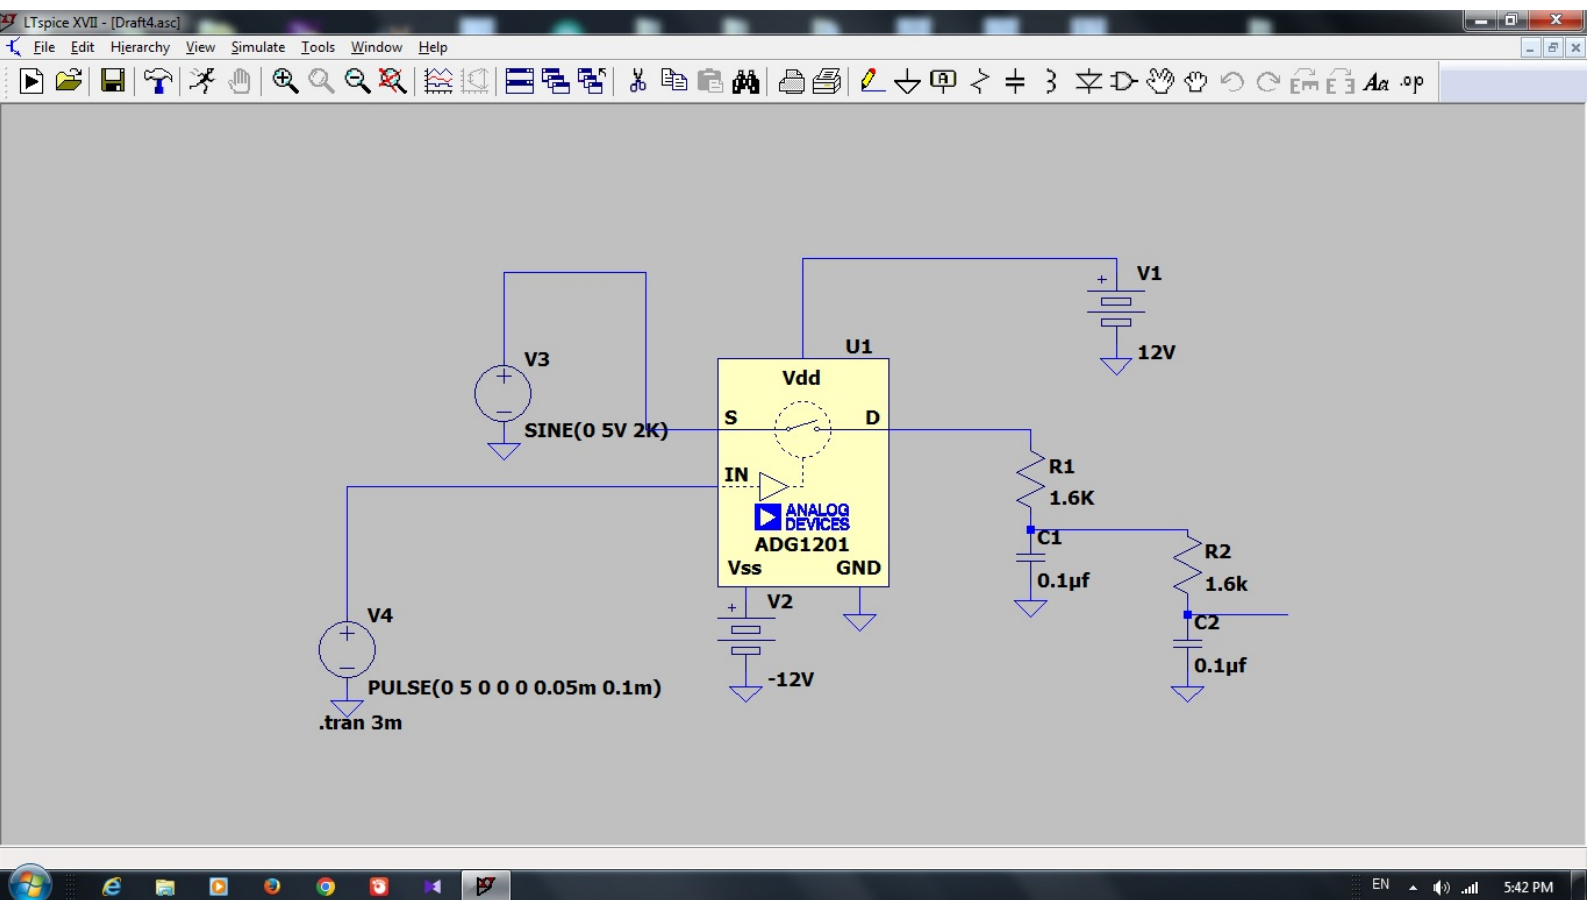 LTspice XVII - [Draft4.asc]
File Edit Hierarchy View Simulate Tools Window Help
Aa .op
V1
12V
V3
SINE(0 5V 2K)
U1
Vdd
S D
IN
ANALOG
DEVICES
ADG1201
Vss GND
R1
1.6K
C1
0.1µf
R2
1.6k
C2
0.1µf
V2
-12V
V4
PULSE(0 5 0 0 0 0.05m 0.1m)
.tran 3m
EN 5:42 PM